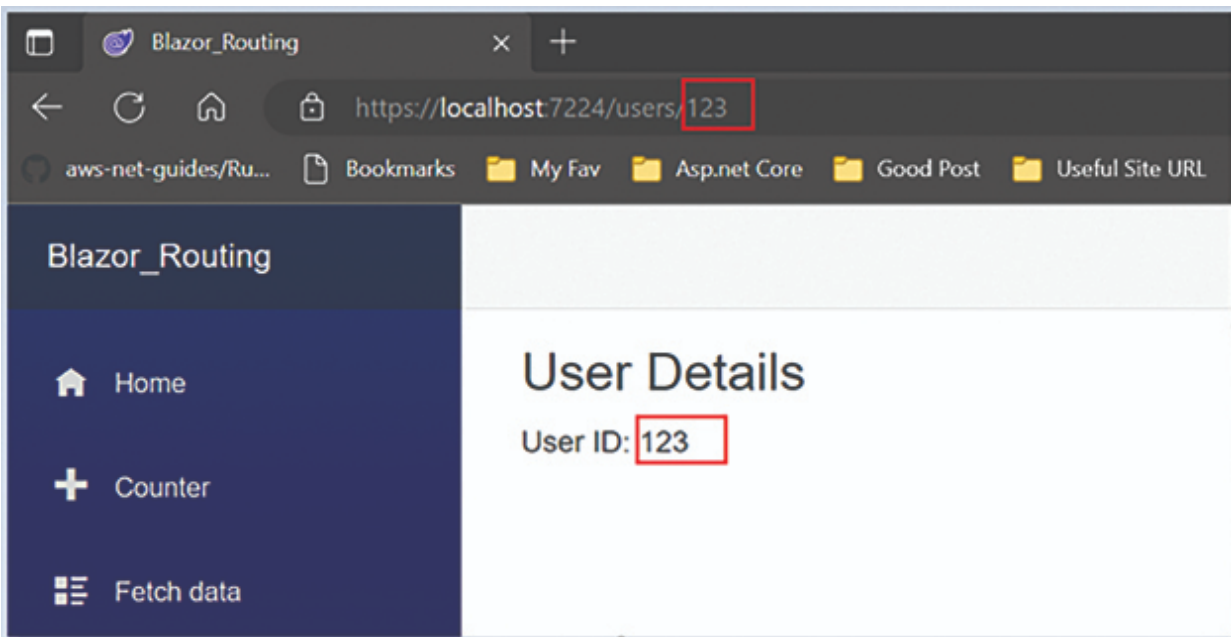 Blazor_Routing
https://localhost:7224/users/123
aws-net-guides/Ru... Bookmarks My Fav Asp.net Core Good Post Useful Site URL
Blazor_Routing
Home
Counter
Fetch data
User Details
User ID: 123